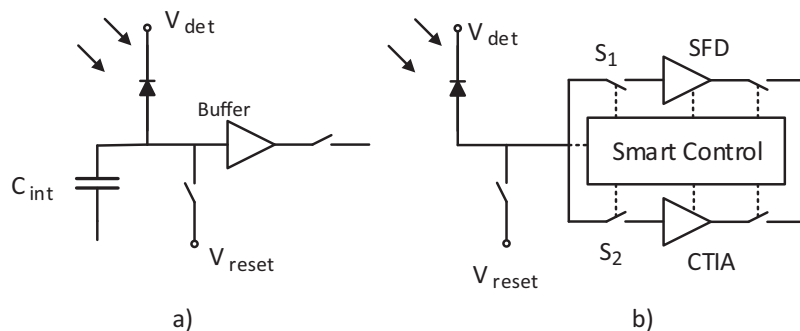 V det
Buffer
C int
V reset
a)
V det
S1
SFD
Smart Control
S2
CTIA
V reset
b)